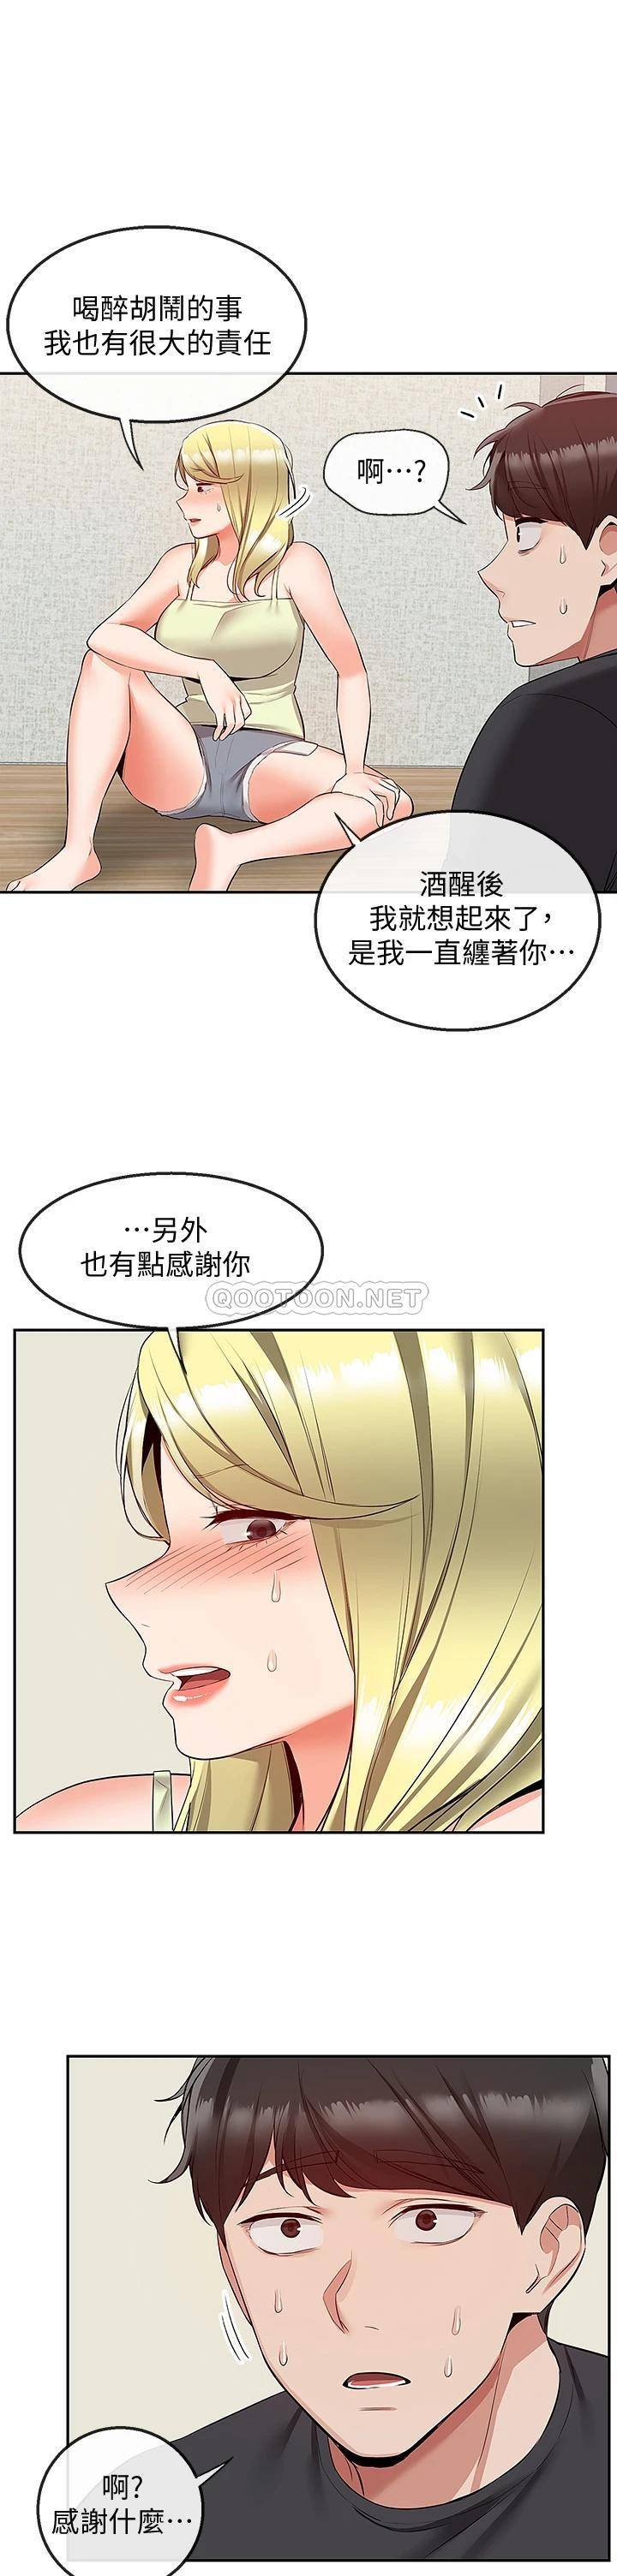 喝醉胡鬧的事
我也有很大的責任
啊⋯?
酒醒後
我就想起來了,
是我一直纏著你⋯
⋯另外
也有點感謝你
QOOTOON.NET
啊?
感謝什麼⋯